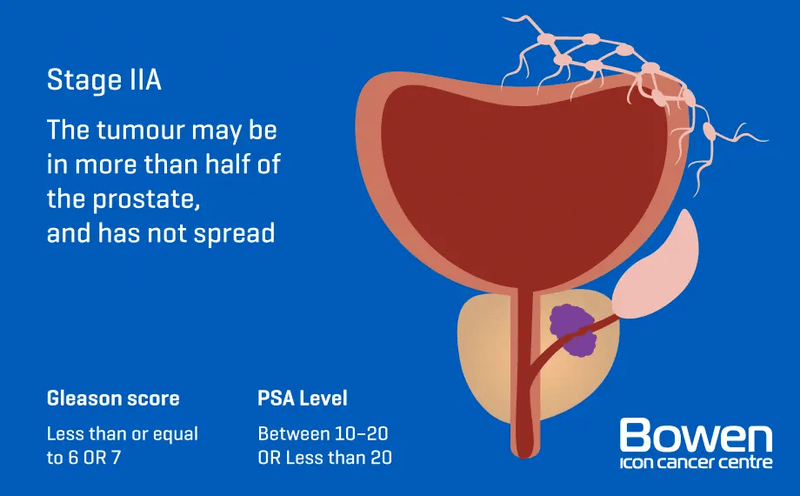 Stage IIA
The tumour may be
in more than half of
the prostate,
and has not spread
Gleason score
Less than or equal
to 6 OR 7
PSA Level
Between 10–20
OR Less than 20
Bowen
icon cancer centre